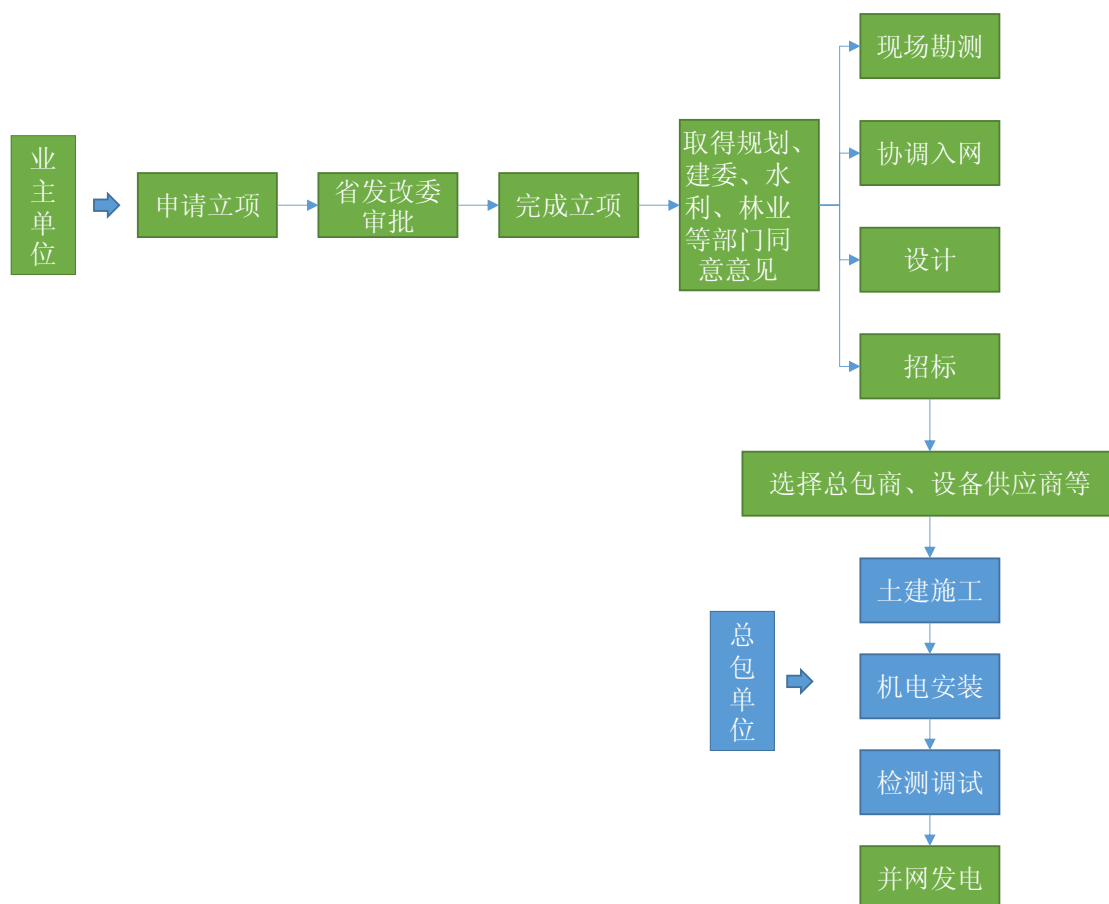 业主单位
申请立项
省发改委
审批
完成立项
取得规划、
建委、水
利、林业
等部门同
意意见
现场勘测
协调入网
设计
招标
选择总包商、设备供应商等
总包单位
土建施工
机电安装
检测调试
并网发电